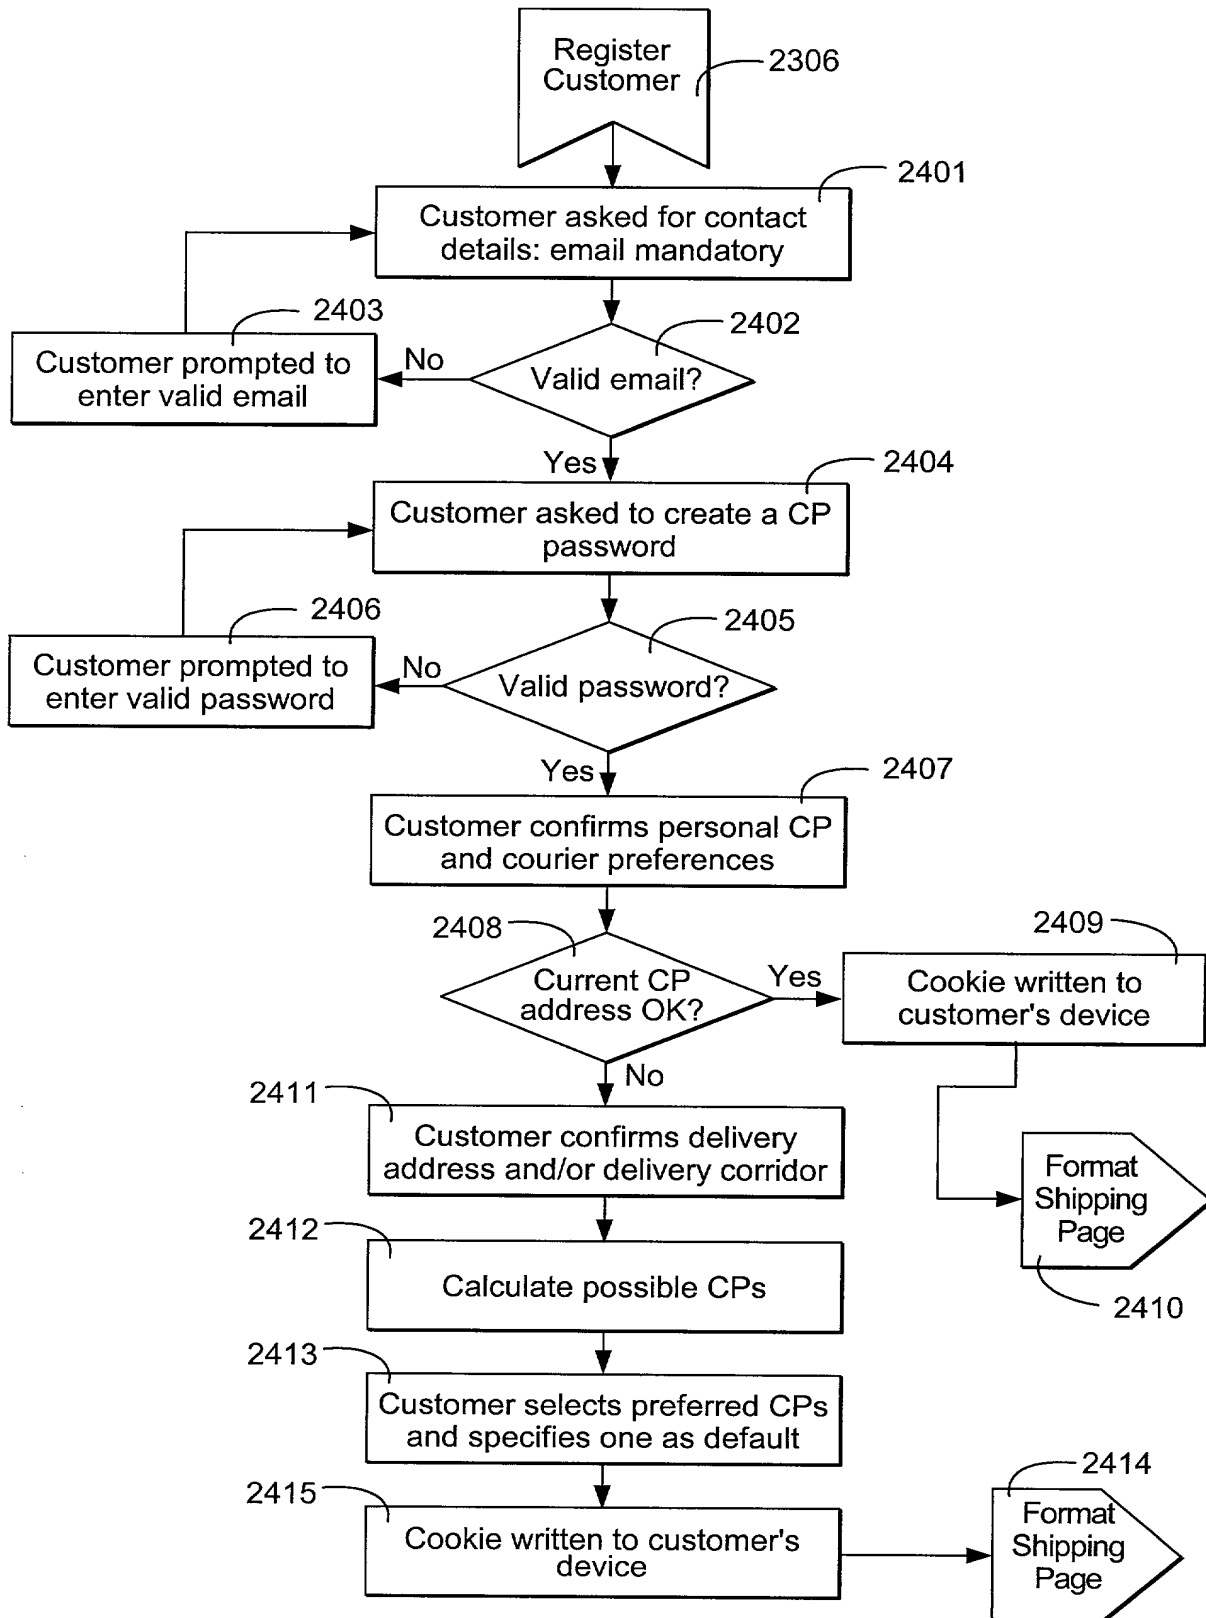 Register
Customer
2306
2401
Customer asked for contact
details: email mandatory
2403
2402
Customer prompted to
enter valid email
No
Valid email?
Yes
2404
Customer asked to create a CP
password
2406
2405
Customer prompted to
enter valid password
No
Valid password?
Yes
2407
Customer confirms personal CP
and courier preferences
2408
2409
Current CP
address OK?
Yes
Cookie written to
customer's device
No
2411
Customer confirms delivery
address and/or delivery corridor
Format
Shipping
Page
2410
2412
Calculate possible CPs
2413
Customer selects preferred CPs
and specifies one as default
2415
2414
Cookie written to customer's
device
Format
Shipping
Page